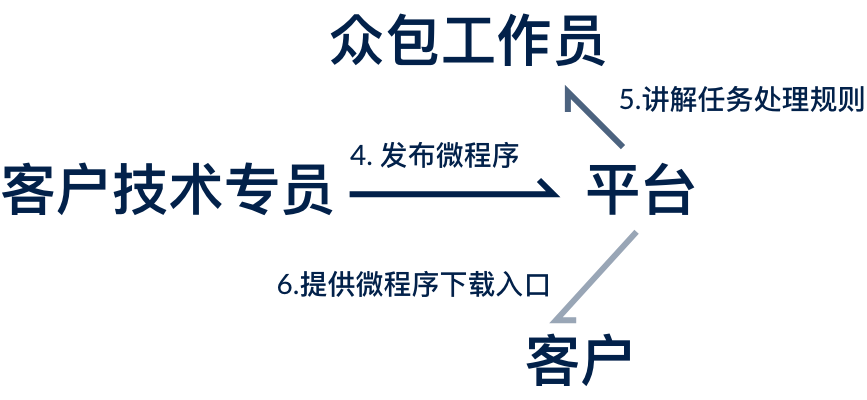 众包工作员
5.讲解任务处理规则
4. 发布微程序
客户技术专员
平台
6.提供微程序下载入口
客户